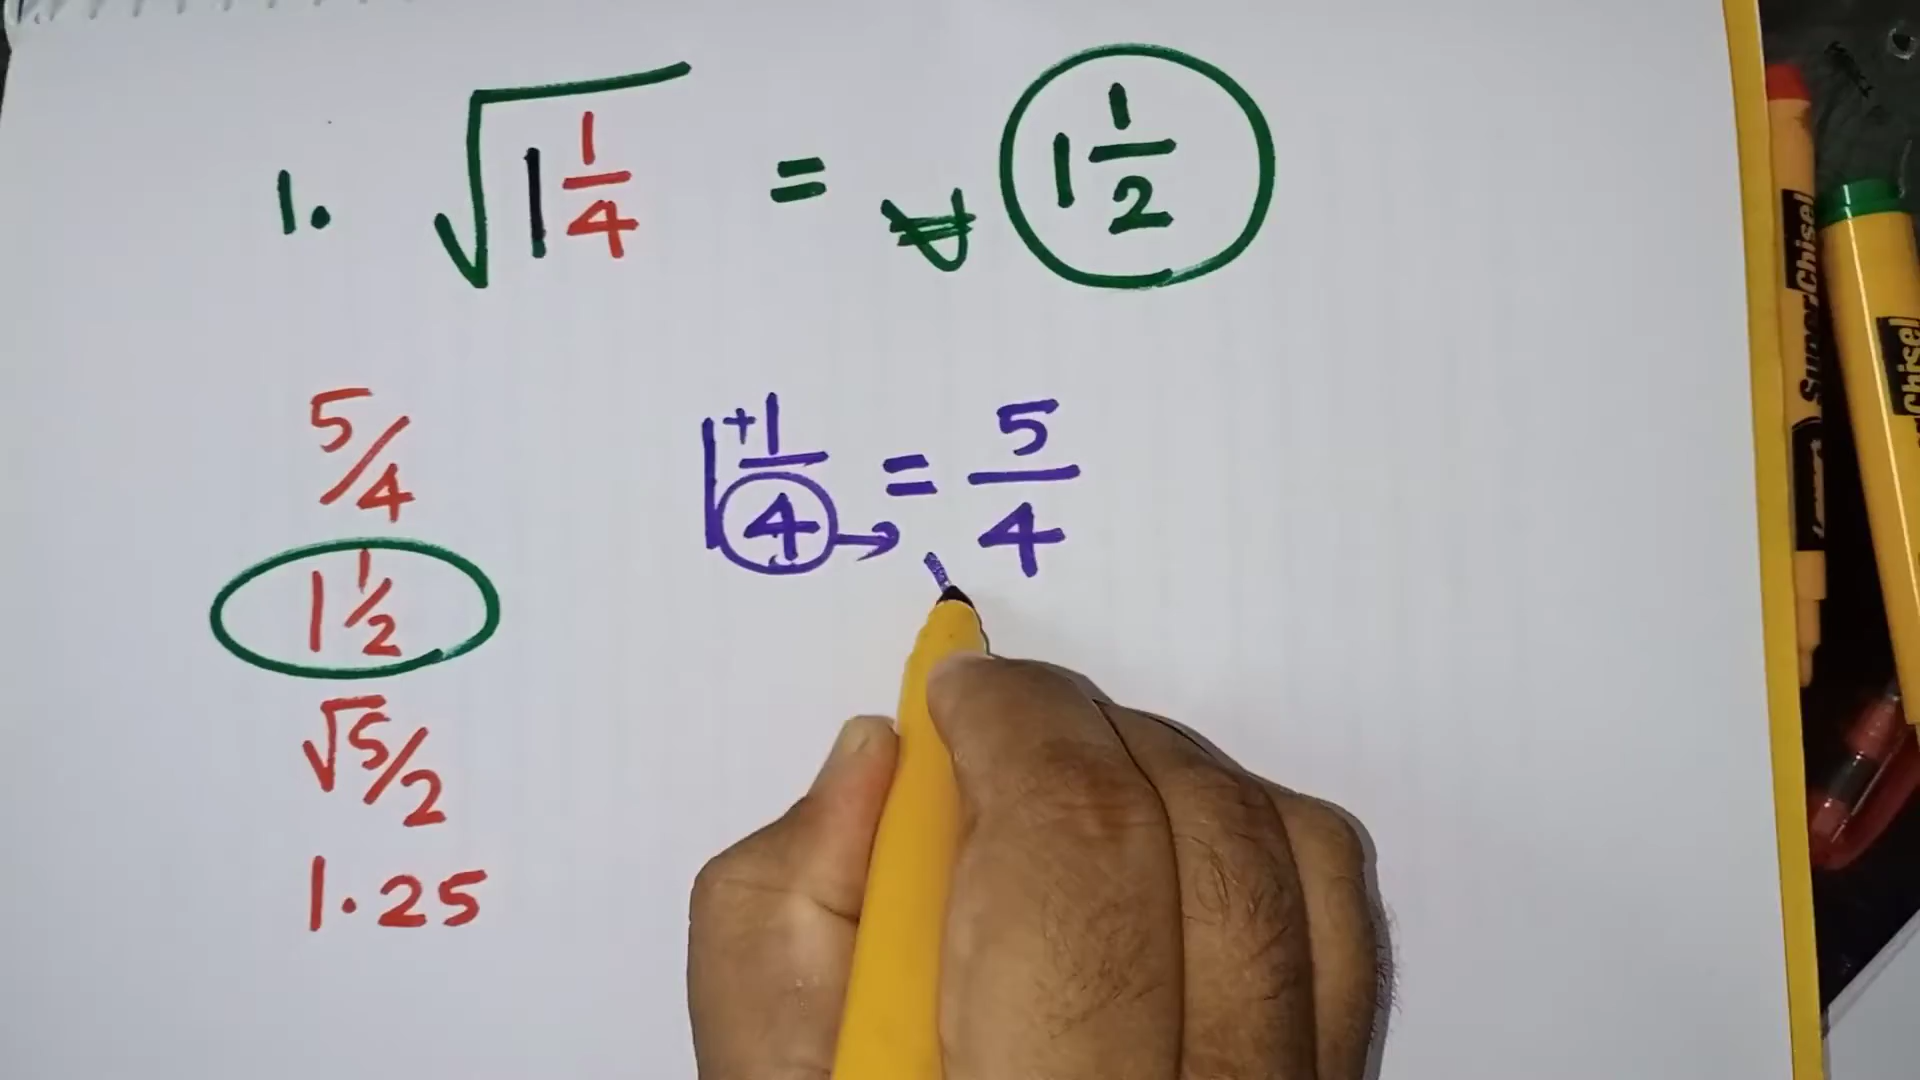 1. √1 1/4 = 1 1/2
5/4
1 +1/4 → = 5/4
1 1/2
√5/2
1.25
SuperChisel
Chisel